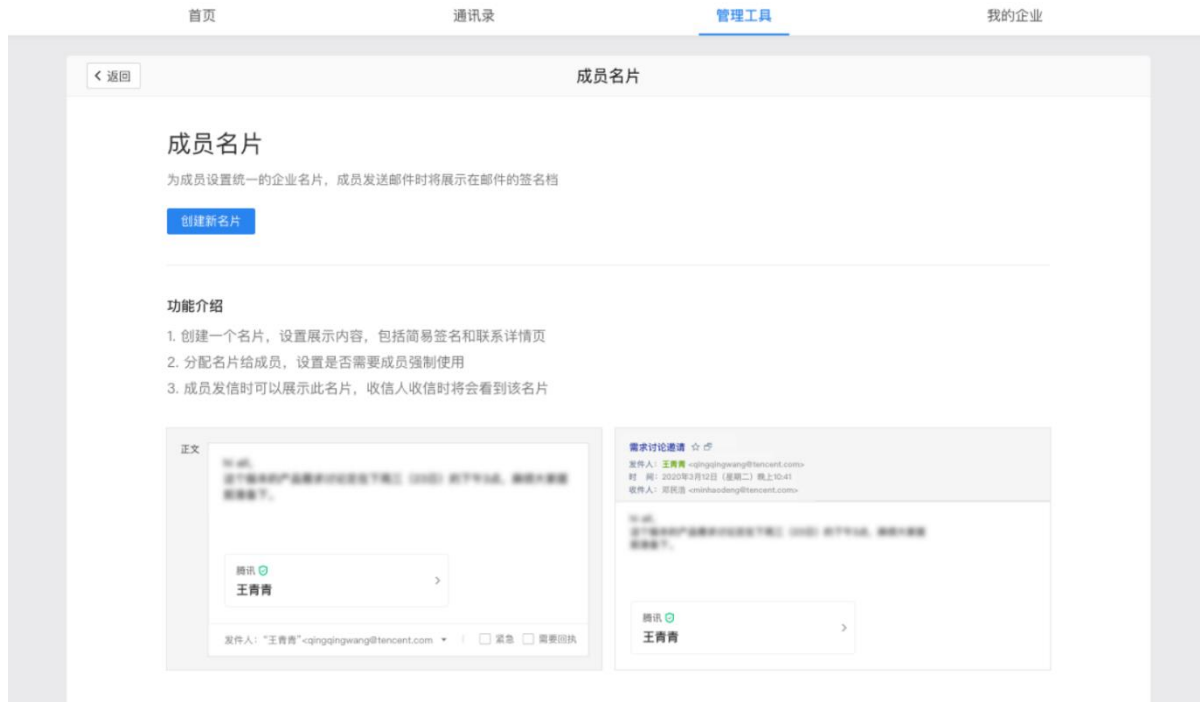 首页 通讯录 管理工具 我的企业
返回 成员名片
成员名片
为成员设置统一的企业名片，成员发送邮件时将展示在邮件的签名档
创建新名片
功能介绍
1. 创建一个名片，设置展示内容，包括简易签名和联系详情页
2. 分配名片给成员，设置是否需要成员强制使用
3. 成员发信时可以展示此名片，收信人收信时将会看到该名片
正文
hi all,
腾讯
王青青
发件人："王青青"<qingqingwang@tencent.com 紧急 需要回执
需求讨论邀请
发件人：王青青 <qingqingwang@tencent.com>
时 间：2020年3月12日（星期二）晚上10:41
收件人：邓民浩 <minhaodeng@tencent.com>
hi all,
腾讯
王青青